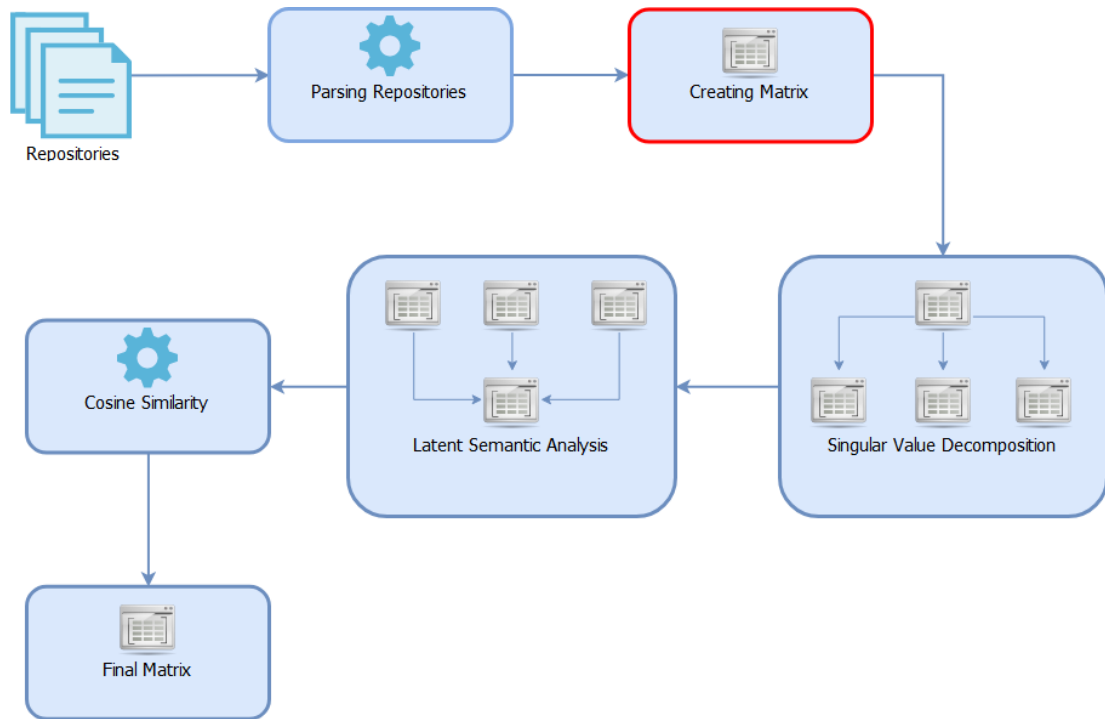 Repositories
Parsing Repositories
Creating Matrix
Singular Value Decomposition
Latent Semantic Analysis
Cosine Similarity
Final Matrix